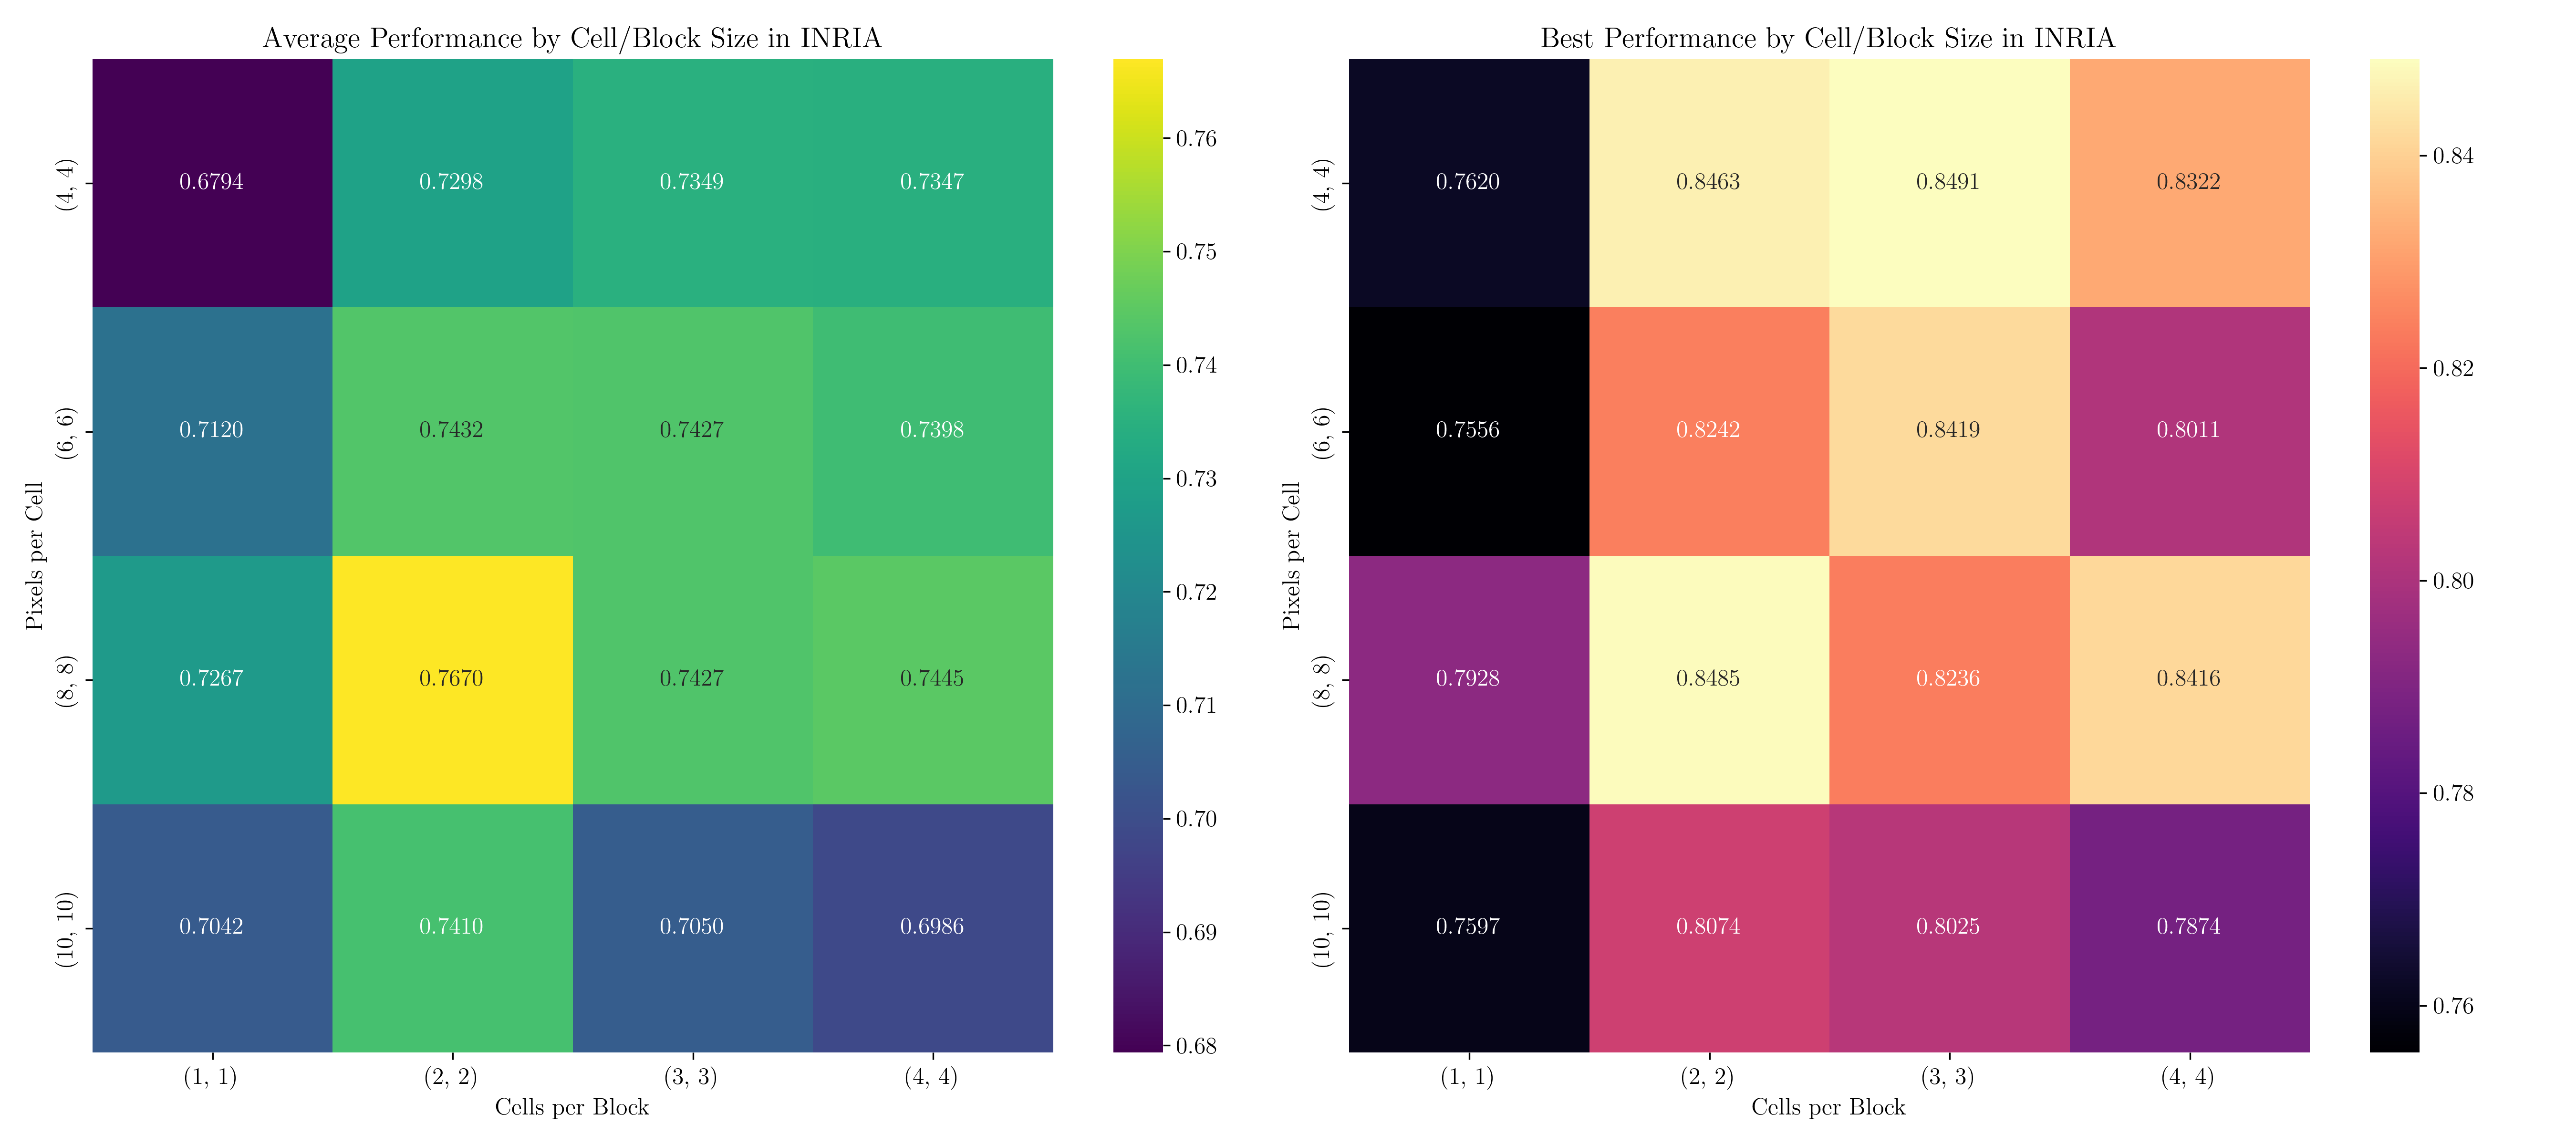 Average Performance by Cell/Block Size in INRIA
Pixels per Cell
(4, 4)
0.6794 0.7298 0.7349 0.7347
(6, 6)
0.7120 0.7432 0.7427 0.7398
(8, 8)
0.7267 0.7670 0.7427 0.7445
(10, 10)
0.7042 0.7410 0.7050 0.6986
(1, 1) (2, 2) (3, 3) (4, 4)
Cells per Block
0.76
0.75
0.74
0.73
0.72
0.71
0.70
0.69
0.68
Best Performance by Cell/Block Size in INRIA
Pixels per Cell
(4, 4)
0.7620 0.8463 0.8491 0.8322
(6, 6)
0.7556 0.8242 0.8419 0.8011
(8, 8)
0.7928 0.8485 0.8236 0.8416
(10, 10)
0.7597 0.8074 0.8025 0.7874
(1, 1) (2, 2) (3, 3) (4, 4)
Cells per Block
0.84
0.82
0.80
0.78
0.76